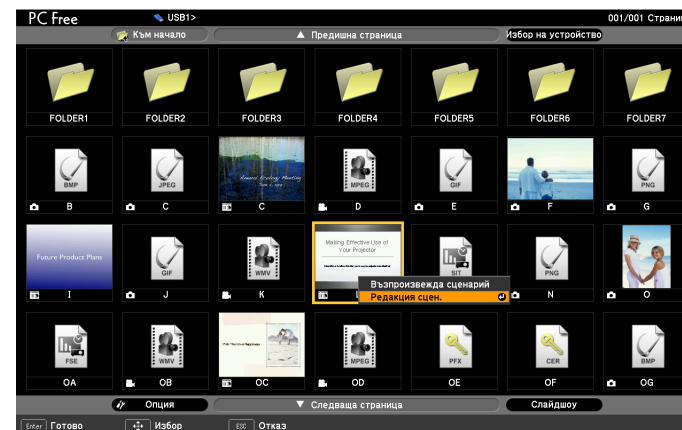 PC Free USB1> 001/001 Страни
Към начало Предишна страница Избор на устройство
FOLDER1 FOLDER2 FOLDER3 FOLDER4 FOLDER5 FOLDER6 FOLDER7
BMP JPEG Annual Ecology Meeting MPEG GIF PNG
B C C D E F G
Future Product Plans GIF WMV Making Effective Use of SIT PNG
Your Projector
Възпроизвежда сценарий
Редакция сцен.
I J K L N O
FSE WMV MPEG PFX CER BMP
OA OB OC OD OE OF OG
Опция Следваща страница Слайдшоу
Enter Готово Избор ESC Отказ